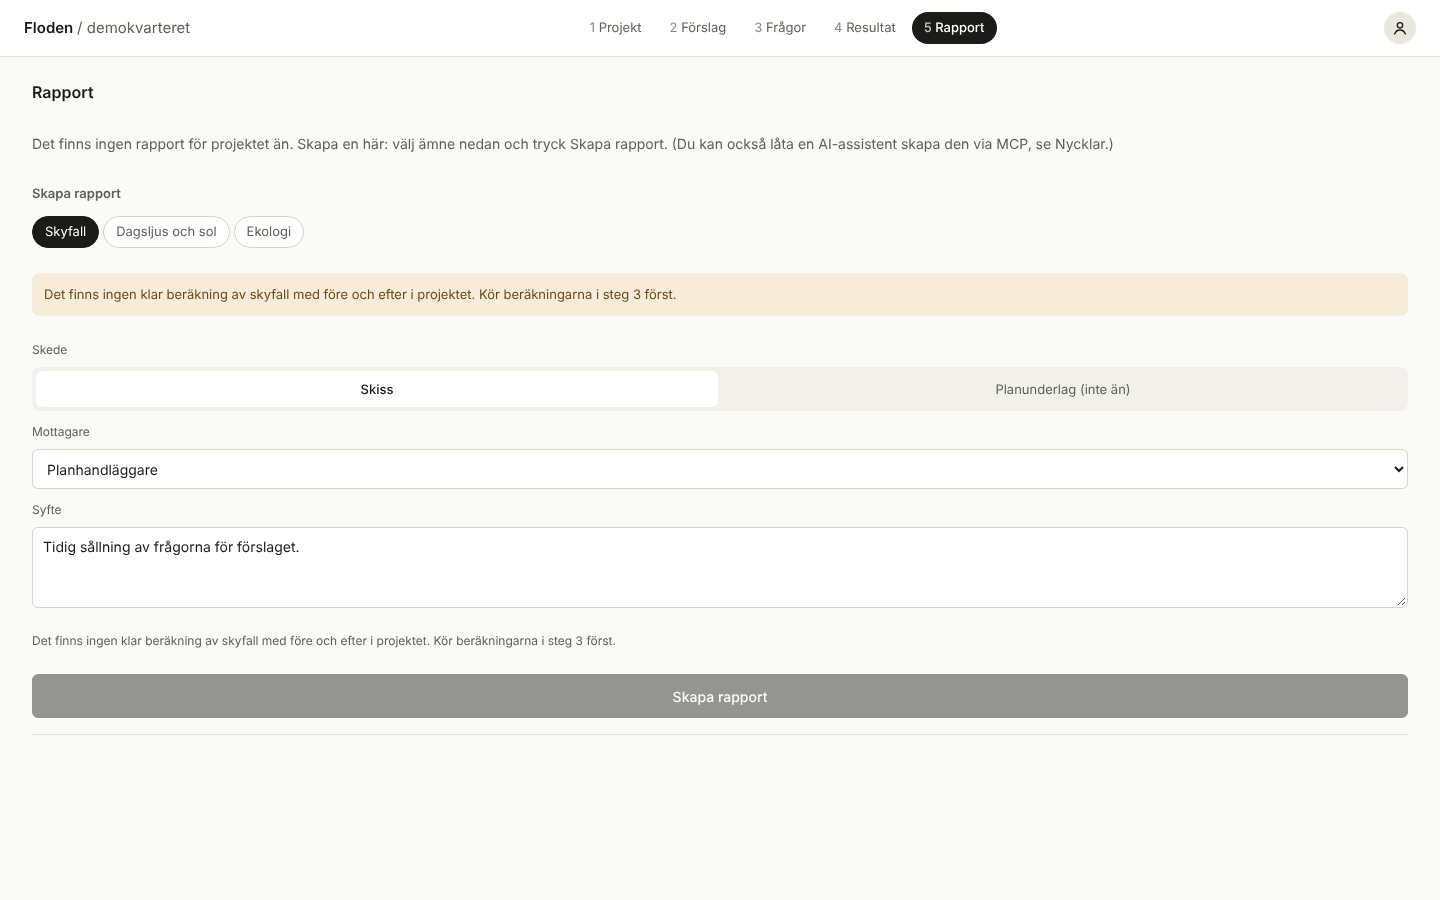 Floden / demokvarteret
1 Projekt
2 Förslag
3 Frågor
4 Resultat
5 Rapport
Rapport
Det finns ingen rapport för projektet än. Skapa en här: välj ämne nedan och tryck Skapa rapport. (Du kan också låta en AI-assistent skapa den via MCP, se Nycklar.)
Skapa rapport
Skyfall
Dagsljus och sol
Ekologi
Det finns ingen klar beräkning av skyfall med före och efter i projektet. Kör beräkningarna i steg 3 först.
Skede
Skiss
Planunderlag (inte än)
Mottagare
Planhandläggare
Syfte
Tidig sållning av frågorna för förslaget.
Det finns ingen klar beräkning av skyfall med före och efter i projektet. Kör beräkningarna i steg 3 först.
Skapa rapport